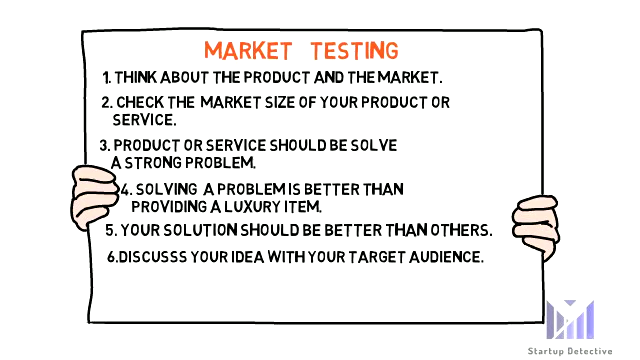 MARKET TESTING
1. THINK ABOUT THE PRODUCT AND THE MARKET.
2. CHECK THE MARKET SIZE OF YOUR PRODUCT OR
SERVICE.
3. PRODUCT OR SERVICE SHOULD BE SOLVE
A STRONG PROBLEM.
4. SOLVING A PROBLEM IS BETTER THAN
PROVIDING A LUXURY ITEM.
5. YOUR SOLUTION SHOULD BE BETTER THAN OTHERS.
6.DISCUSSS YOUR IDEA WITH YOUR TARGET AUDIENCE.
Startup Detective